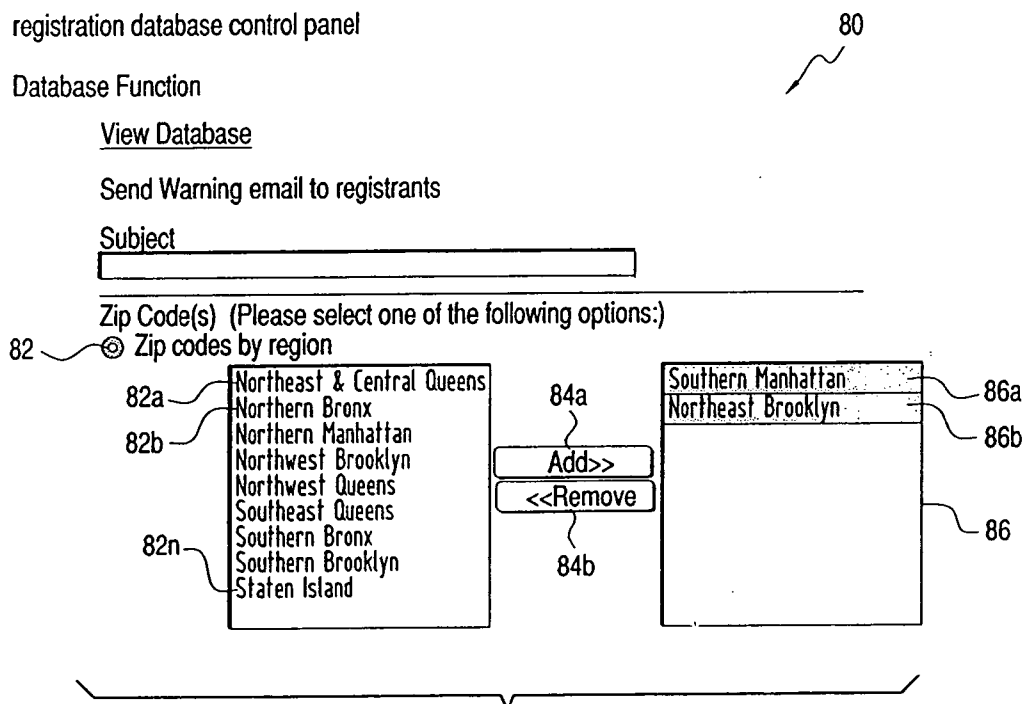 registration database control panel
80
Database Function
View Database
Send Warning email to registrants
Subject
Zip Code(s) (Please select one of the following options:)
82
Zip codes by region
82a
Northeast & Central Queens
82b
Northern Bronx
Northern Manhattan
Northwest Brooklyn
Northwest Queens
Southeast Queens
Southern Bronx
82n
Southern Brooklyn
Staten Island
84a
Add>>
<<Remove
84b
Southern Manhattan
86a
Northeast Brooklyn
86b
86